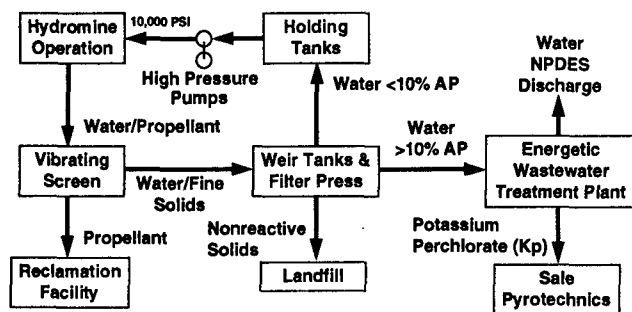 Hydromine
Operation
10,000 PSI
High Pressure
Pumps
Holding
Tanks
Water
NPDES
Discharge
Water <10% AP
Water/Propellant
Water
>10% AP
Vibrating
Screen
Water/Fine
Solids
Weir Tanks &
Filter Press
Energetic
Wastewater
Treatment Plant
Propellant
Nonreactive
Solids
Potassium
Perchlorate (Kp)
Reclamation
Facility
Landfill
Sale
Pyrotechnics